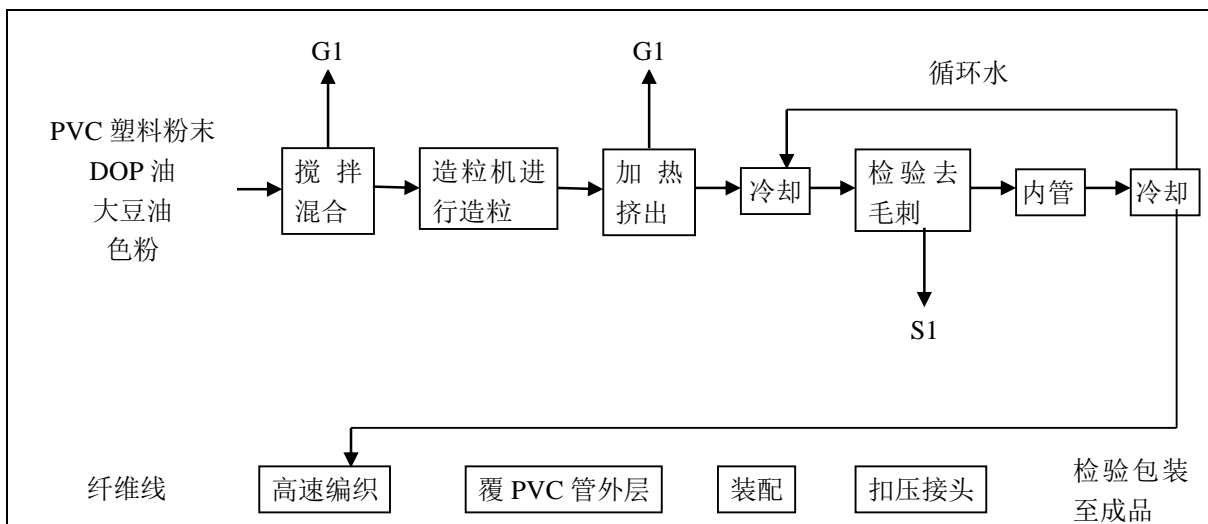 G1
G1
循环水
PVC 塑料粉末
DOP 油
大豆油
色粉
搅 拌
混合
造粒机进
行造粒
加 热
挤出
冷却
检验去
毛刺
内管
冷却
S1
纤维线
高速编织
覆 PVC 管外层
装配
扣压接头
检验包装
至成品